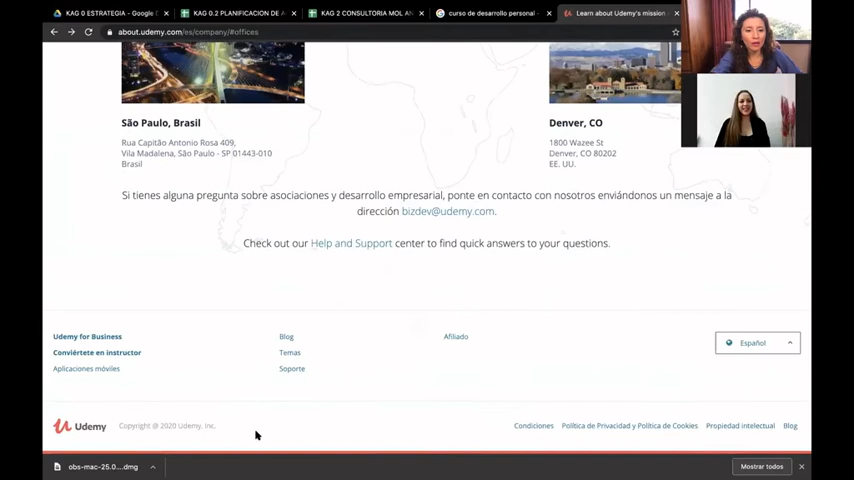 KAG 0 ESTRATEGIA - Google D
KAG 0.2 PLANIFICACION DE A
KAG 2 CONSULTORIA MOL AN
curso de desarrollo personal -
Learn about Udemy's mission
about.udemy.com/es/company/#offices
São Paulo, Brasil
Rua Capitão Antonio Rosa 409,
Vila Madalena, São Paulo - SP 01443-010
Brasil
Denver, CO
1800 Wazee St
Denver, CO 80202
EE. UU.
Si tienes alguna pregunta sobre asociaciones y desarrollo empresarial, ponte en contacto con nosotros enviándonos un mensaje a la
dirección bizdev@udemy.com.
Check out our Help and Support center to find quick answers to your questions.
Udemy for Business
Conviértete en instructor
Aplicaciones móviles
Blog
Temas
Soporte
Afiliado
Español
Udemy
Copyright @ 2020 Udemy, Inc.
Condiciones
Política de Privacidad y Política de Cookies
Propiedad intelectual
Blog
obs-mac-25.0....dmg
Mostrar todos